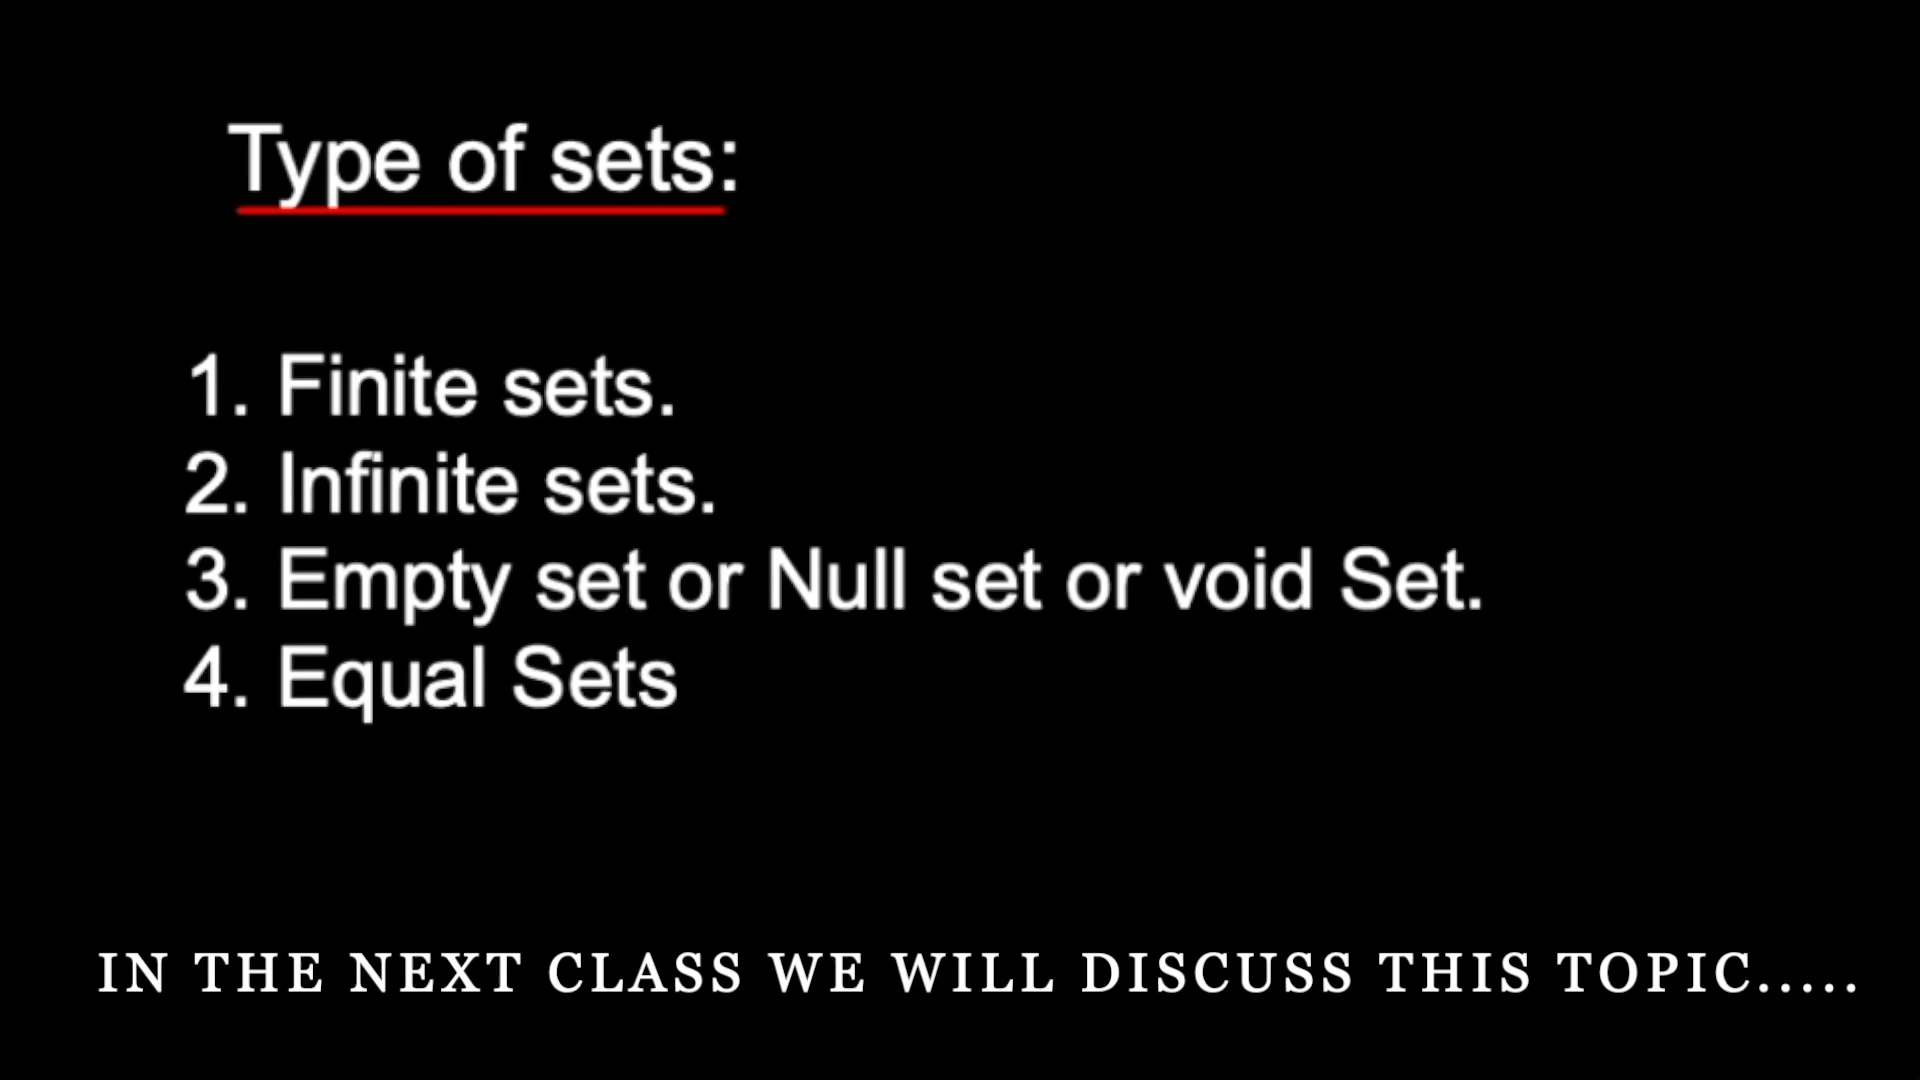 Type of sets:
1. Finite sets.
2. Infinite sets.
3. Empty set or Null set or void Set.
4. Equal Sets
IN THE NEXT CLASS WE WILL DISCUSS THIS TOPIC.....